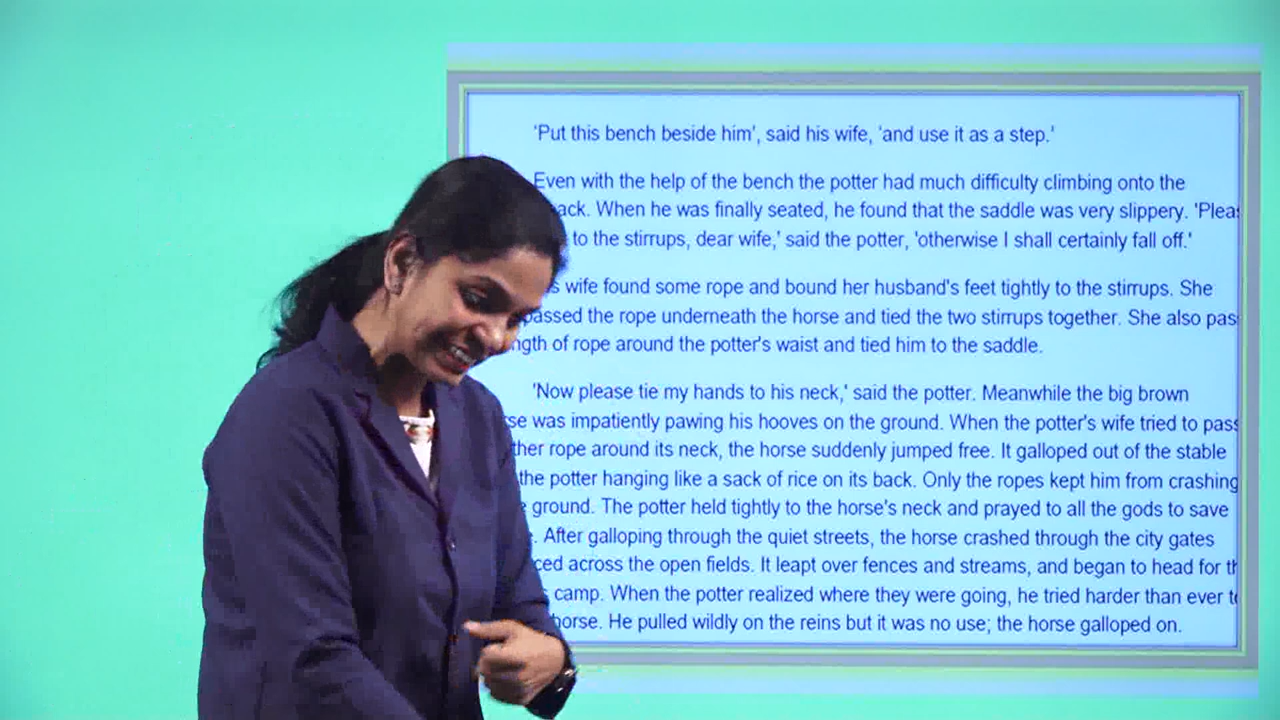 'Put this bench beside him', said his wife, 'and use it as a step.'
Even with the help of the bench the potter had much difficulty climbing onto the
When he was finally seated, he found that the saddle was very slippery.
to the stirrups, dear wife,' said the potter, 'otherwise I shall certainly fall off.'
wife found some rope and bound her husband's feet tightly to the stirrups. She
passed the rope underneath the horse and tied the two stirrups together. She also
of rope around the potter's waist and tied him to the saddle.
'Now please tie my hands to his neck,' said the potter. Meanwhile the big brown
was impatiently pawing his hooves on the ground. When the potter's wife tried to
rope around its neck, the horse suddenly jumped free. It galloped out of the stable
the potter hanging like a sack of rice on its back. Only the ropes kept him from crashing
ground. The potter held tightly to the horse's neck and prayed to all the gods to save
After galloping through the quiet streets, the horse crashed through the city gates
across the open fields. It leapt over fences and streams, and began to head for
camp. When the potter realized where they were going, he tried harder than ever
horse. He pulled wildly on the reins but it was no use; the horse galloped on.